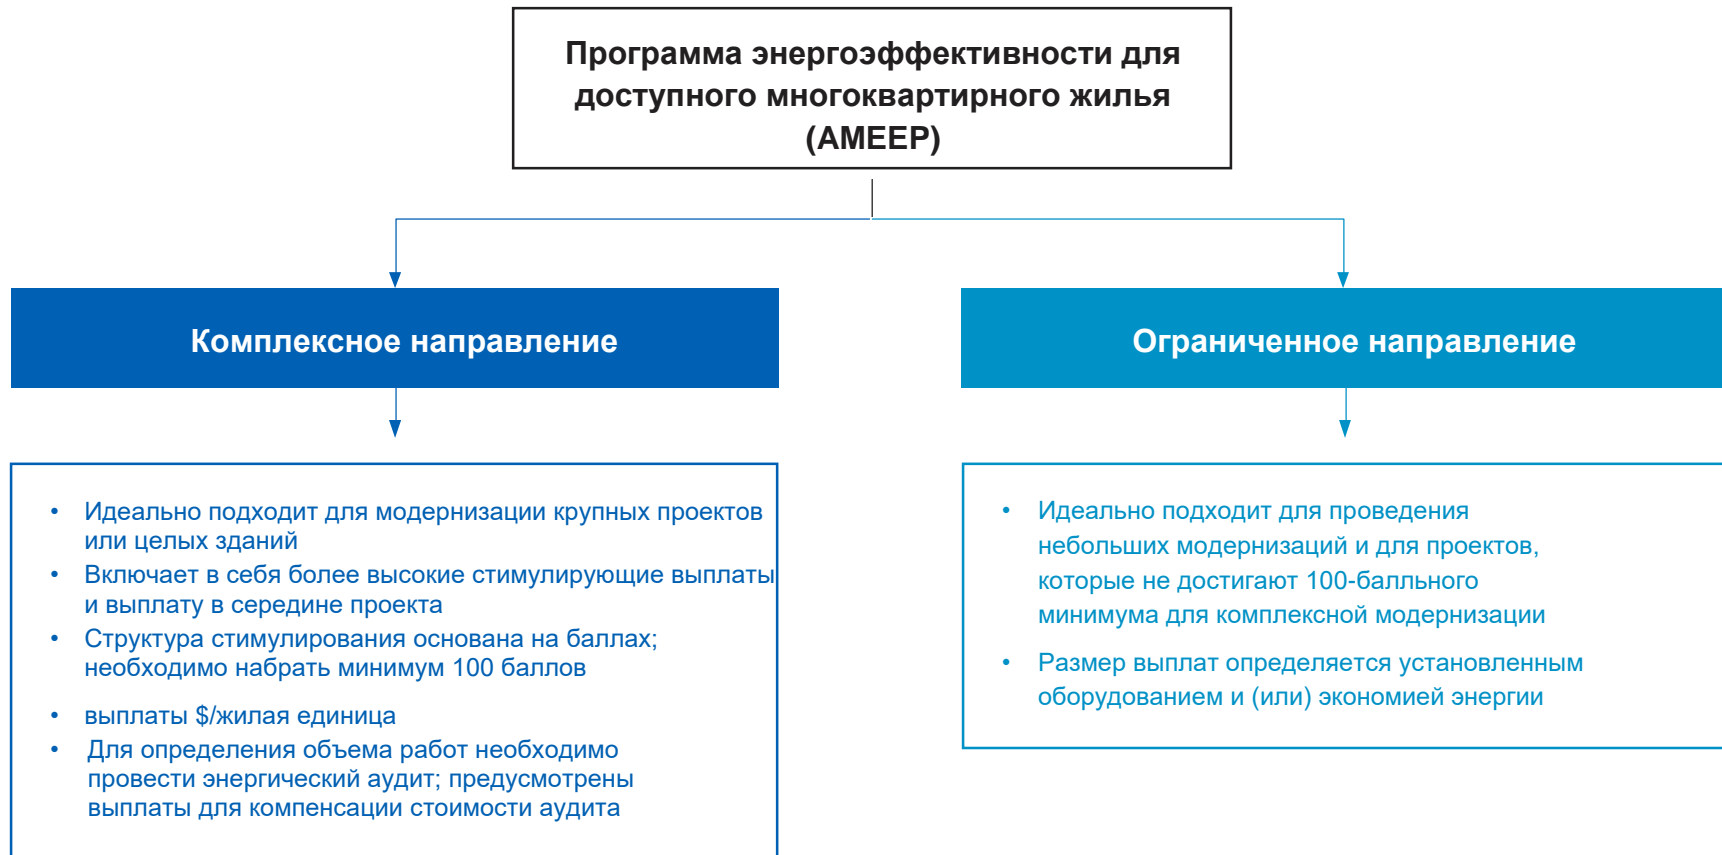 Программа энергоэффективности для
доступного многоквартирного жилья
(AMEEP)
Комплексное направление
• Идеально подходит для модернизации крупных проектов
или целых зданий
• Включает в себя более высокие стимулирующие выплаты
и выплату в середине проекта
• Структура стимулирования основана на баллах;
необходимо набрать минимум 100 баллов
• выплаты $/жилая единица
• Для определения объема работ необходимо
провести энергический аудит; предусмотрены
выплаты для компенсации стоимости аудита
Ограниченное направление
• Идеально подходит для проведения
небольших модернизаций и для проектов,
которые не достигают 100-балльного
минимума для комплексной модернизации
• Размер выплат определяется установленным
оборудованием и (или) экономией энергии